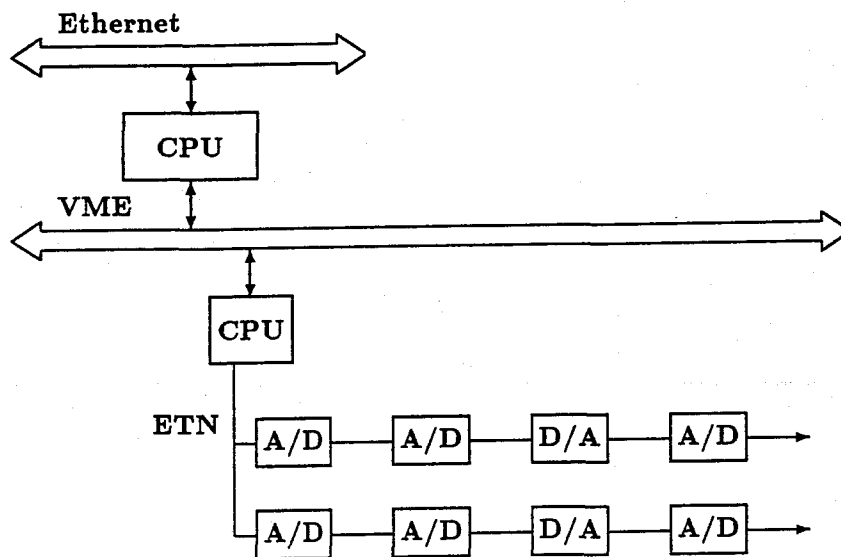 Ethernet
CPU
VME
CPU
ETN
A/D A/D D/A A/D
A/D A/D D/A A/D